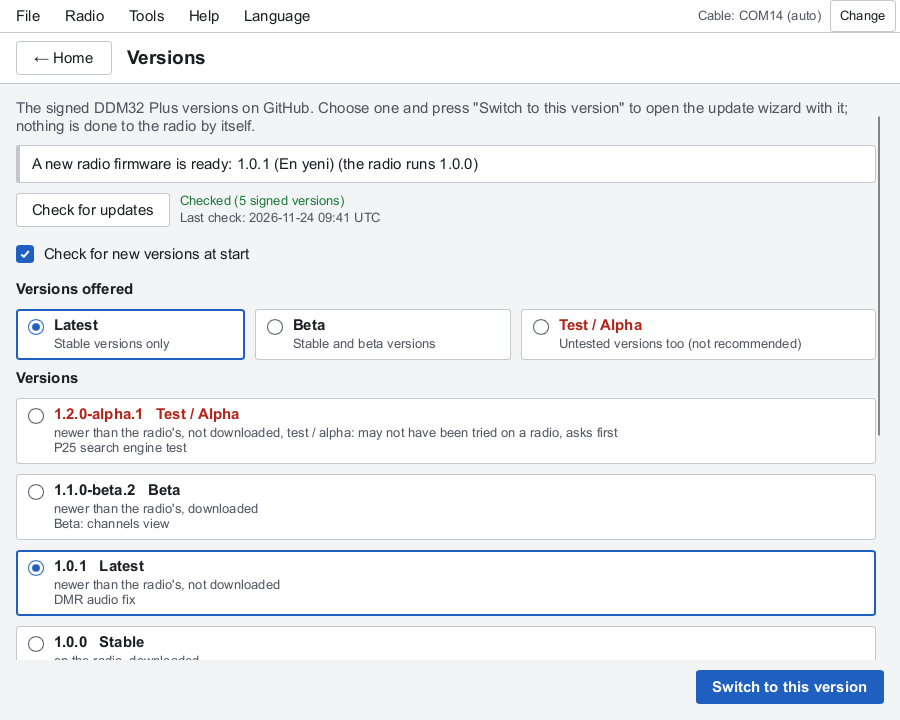 File Radio Tools Help Language Cable: COM14 (auto) Change
← Home Versions
The signed DDM32 Plus versions on GitHub. Choose one and press "Switch to this version" to open the update wizard with it;
nothing is done to the radio by itself.
A new radio firmware is ready: 1.0.1 (En yeni) (the radio runs 1.0.0)
Check for updates
Checked (5 signed versions)
Last check: 2026-11-24 09:41 UTC
Check for new versions at start
Versions offered
Latest
Stable versions only
Beta
Stable and beta versions
Test / Alpha
Untested versions too (not recommended)
Versions
1.2.0-alpha.1 Test / Alpha
newer than the radio's, not downloaded, test / alpha: may not have been tried on a radio, asks first
P25 search engine test
1.1.0-beta.2 Beta
newer than the radio's, downloaded
Beta: channels view
1.0.1 Latest
newer than the radio's, not downloaded
DMR audio fix
1.0.0 Stable
on the radio, downloaded
Switch to this version